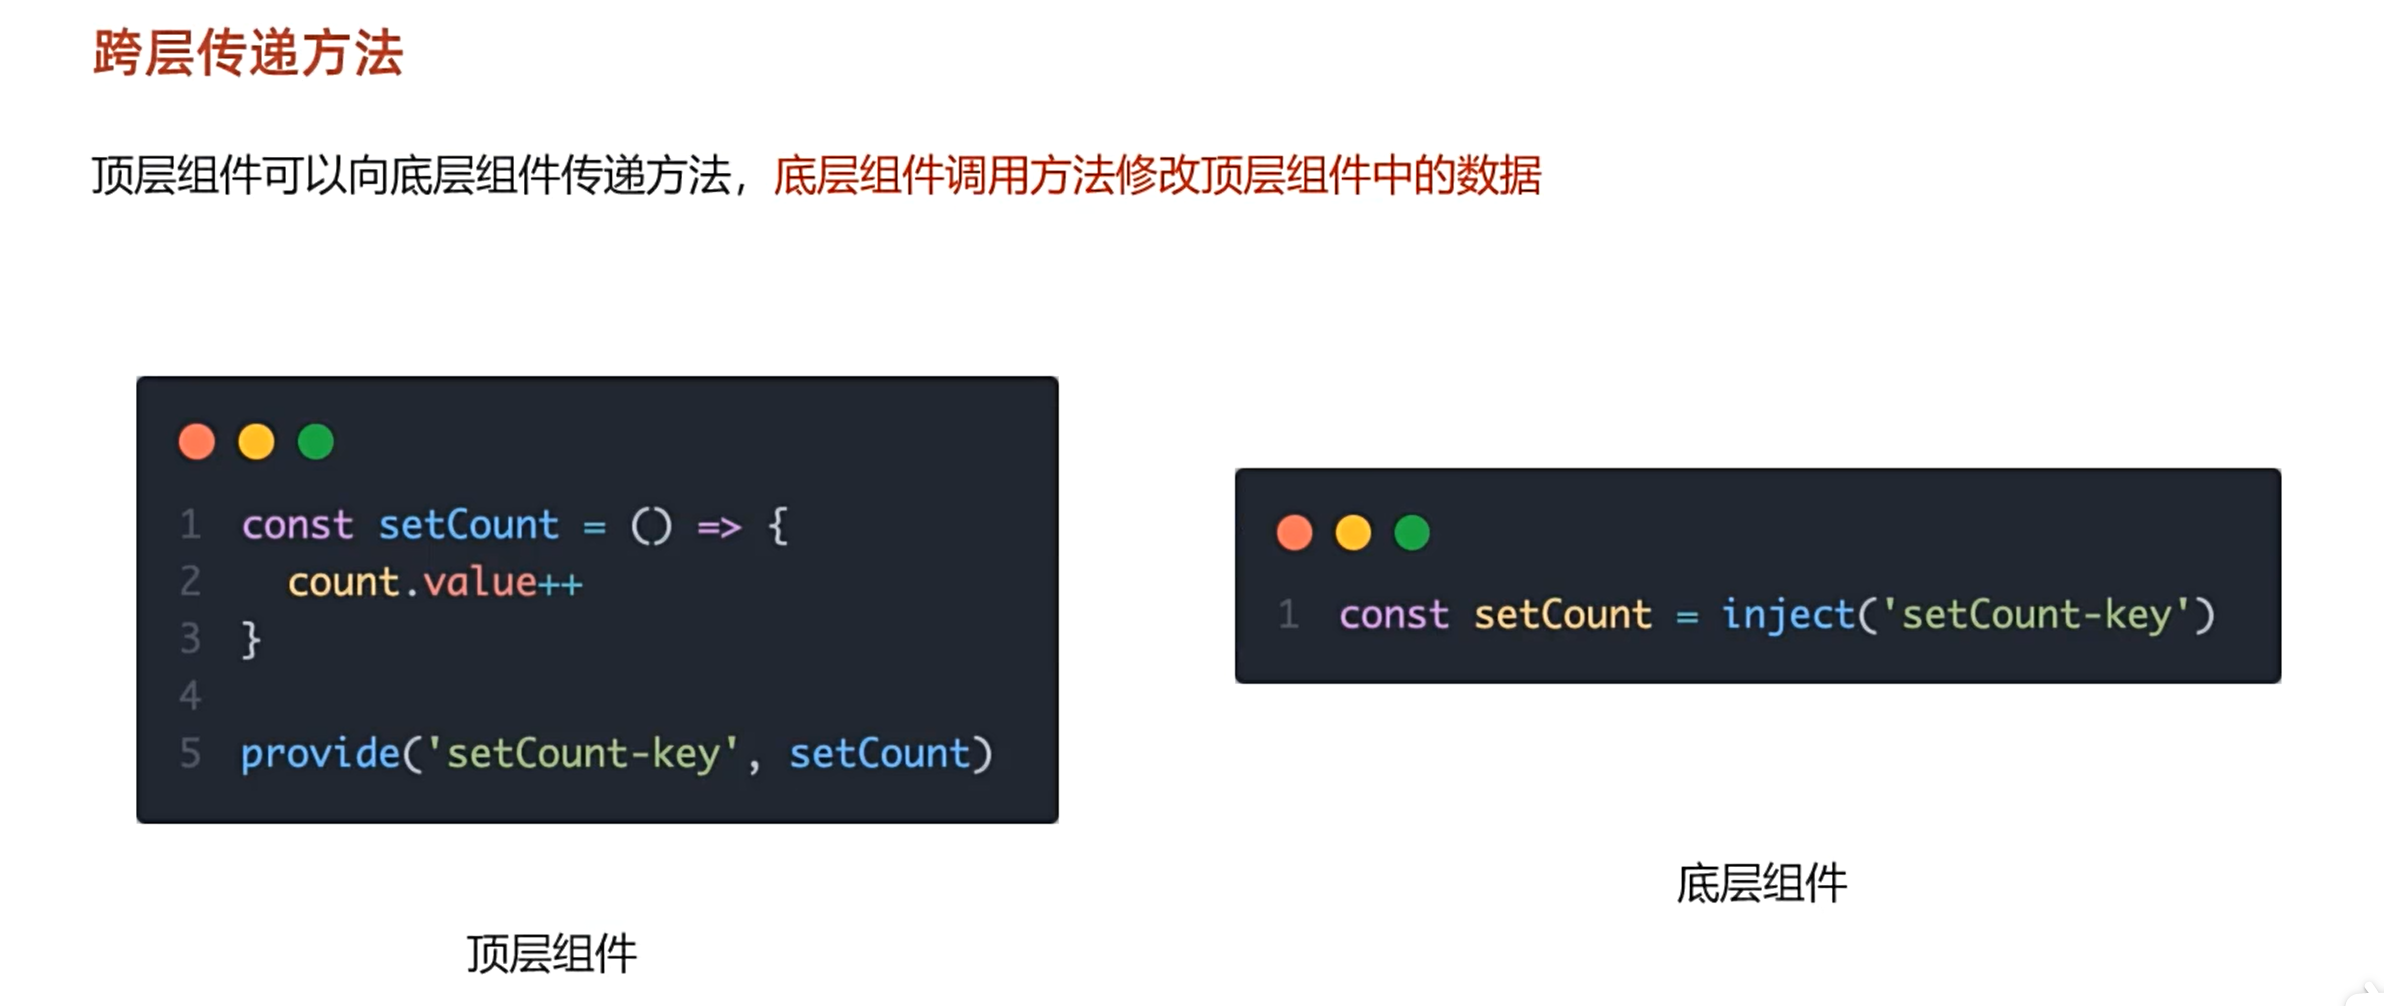 跨层传递方法
顶层组件可以向底层组件传递方法，底层组件调用方法修改顶层组件中的数据
1 const setCount = () => {
2   count.value++
3 }
4
5 provide('setCount-key', setCount)
顶层组件
1 const setCount = inject('setCount-key')
底层组件